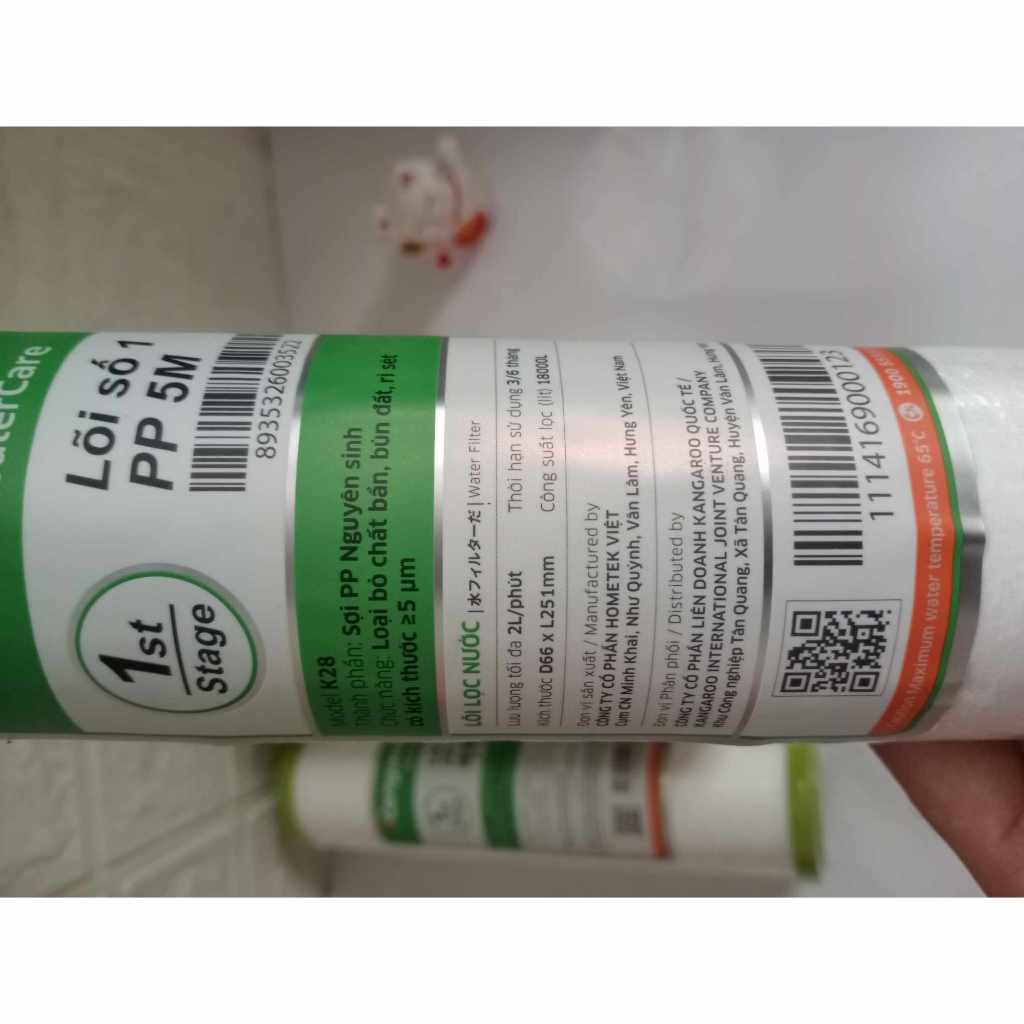 aterCare
Lõi số 1
PP 5M
8935326003522
1st
Stage
Model: K28
Thành phần: Sợi PP Nguyên sinh
Chức năng: Loại bỏ chất bẩn, bùn đất, rỉ sét
có kích thước ≥5 µm
LÕI LỌC NƯỚC | 水フィルターだ | Water Filter
Lưu lượng tối đa 2L/phút Thời hạn sử dụng 3/6 tháng
Kích thước D66 x L251mm Công suất lọc (lít) 18000L
Đơn vị sản xuất / Manufactured by
CÔNG TY CỔ PHẦN HOMETEK VIỆT
Cụm CN Minh Khai, Như Quỳnh, Văn Lâm, Hưng Yên, Việt Nam
Đơn vị Phân phối / Distributed by
CÔNG TY CỔ PHẦN LIÊN DOANH KANGAROO QUỐC TẾ /
KANGAROO INTERNATIONAL JOINT VENTURE COMPANY
Khu Công nghiệp Tân Quang, Xã Tân Quang, Huyện Văn Lâm, Hưng
1114169000123
Maximum water temperature 65°C 1900 55